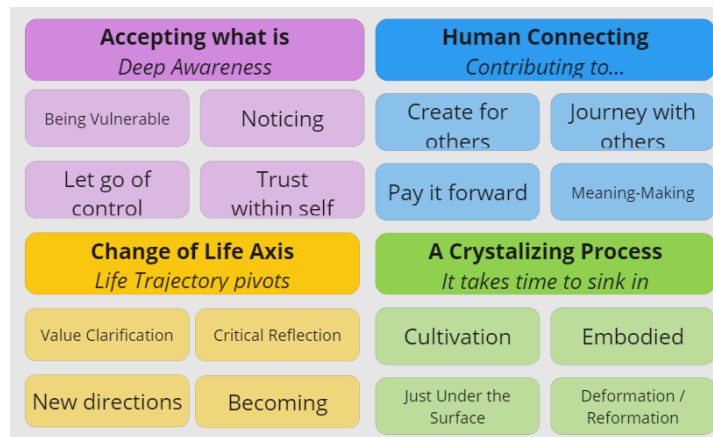 Accepting what is
Deep Awareness
Being Vulnerable
Noticing
Let go of
control
Trust
within self
Human Connecting
Contributing to...
Create for
others
Journey with
others
Pay it forward
Meaning-Making
Change of Life Axis
Life Trajectory pivots
Value Clarification
Critical Reflection
New directions
Becoming
A Crystalizing Process
It takes time to sink in
Cultivation
Embodied
Just Under the
Surface
Deformation /
Reformation